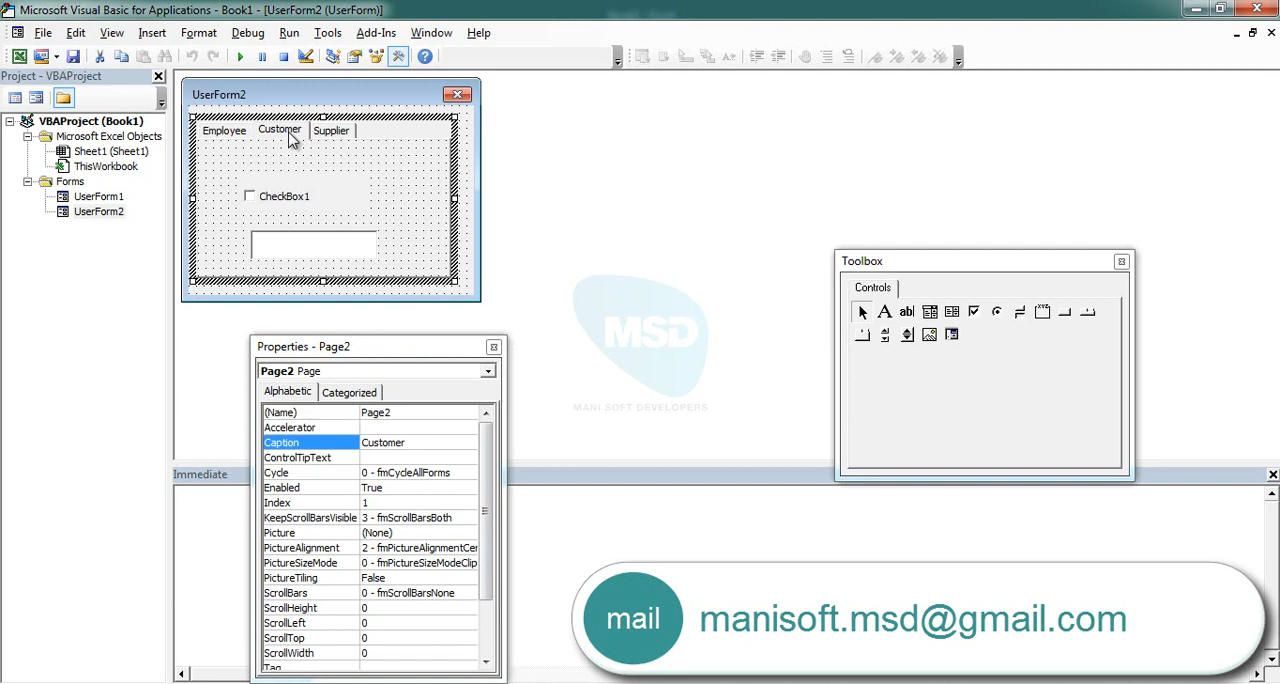 Microsoft Visual Basic for Applications - Book1 - [UserForm2 (UserForm)]
File Edit View Insert Format Debug Run Tools Add-Ins Window Help
Project - VBAProject
VBAProject (Book1)
Microsoft Excel Objects
Sheet1 (Sheet1)
ThisWorkbook
Forms
UserForm1
UserForm2
UserForm2
Employee Customer Supplier
CheckBox1
Properties - Page2
Page2 Page
Alphabetic Categorized
(Name) Page2
Accelerator
Caption Customer
ControlTipText
Cycle 0 - fmCycleAllForms
Enabled True
Index 1
KeepScrollBarsVisible 3 - fmScrollBarsBoth
Picture (None)
PictureAlignment 2 - fmPictureAlignmentCer
PictureSizeMode 0 - fmPictureSizeModeClip
PictureTiling False
ScrollBars 0 - fmScrollBarsNone
ScrollHeight 0
ScrollLeft 0
ScrollTop 0
ScrollWidth 0
Tag
MSD
MANI SOFT DEVELOPERS
Toolbox
Controls
A ab|
Immediate
mail manisoft.msd@gmail.com